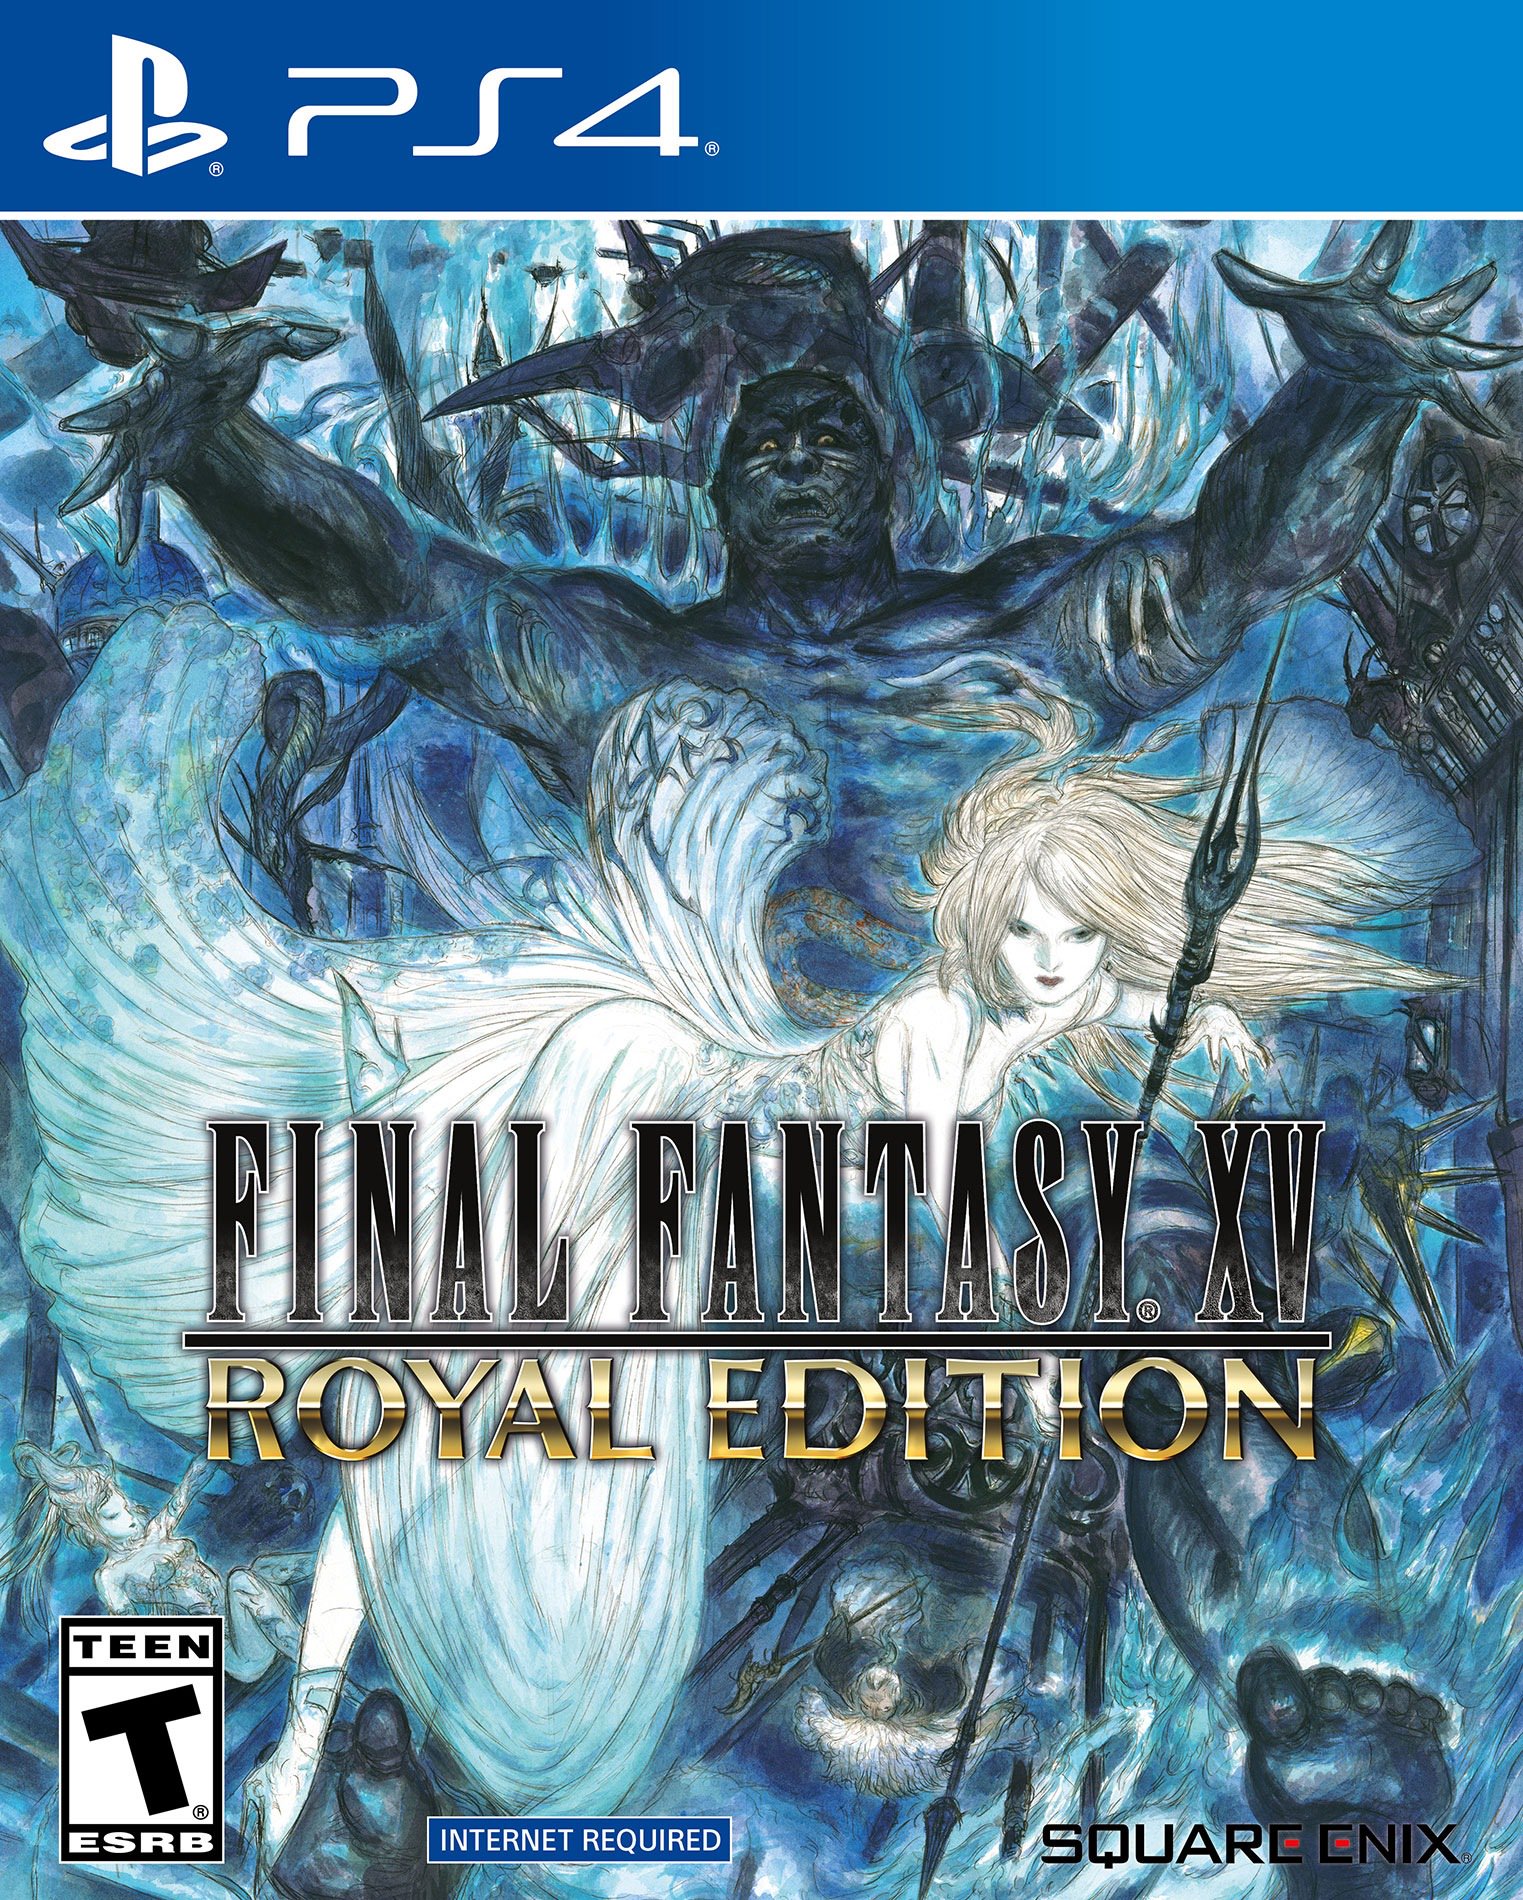 PS4®
FINAL FANTASY® XV
ROYAL EDITION
TEEN
T®
ESRB
INTERNET REQUIRED
SQUARE ENIX®